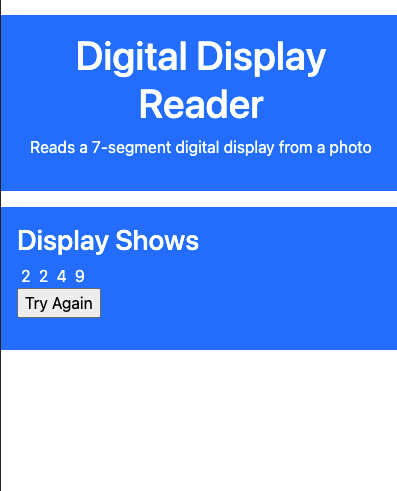 Digital Display
Reader
Reads a 7-segment digital display from a photo
Display Shows
2 2 4 9
Try Again